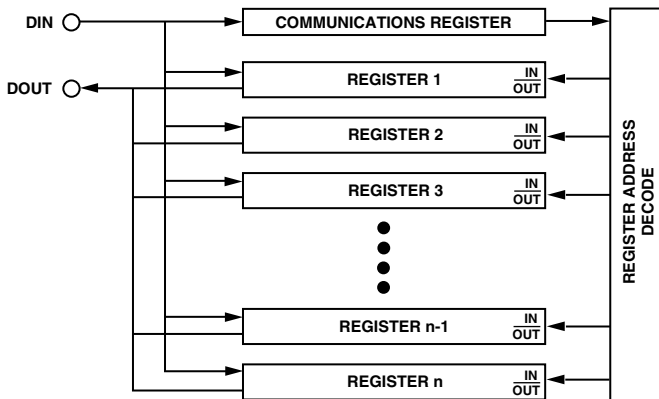 DIN
COMMUNICATIONS REGISTER
DOUT
REGISTER 1
IN
OUT
REGISTER 2
IN
OUT
REGISTER 3
IN
OUT
REGISTER ADDRESS
DECODE
REGISTER n-1
IN
OUT
REGISTER n
IN
OUT